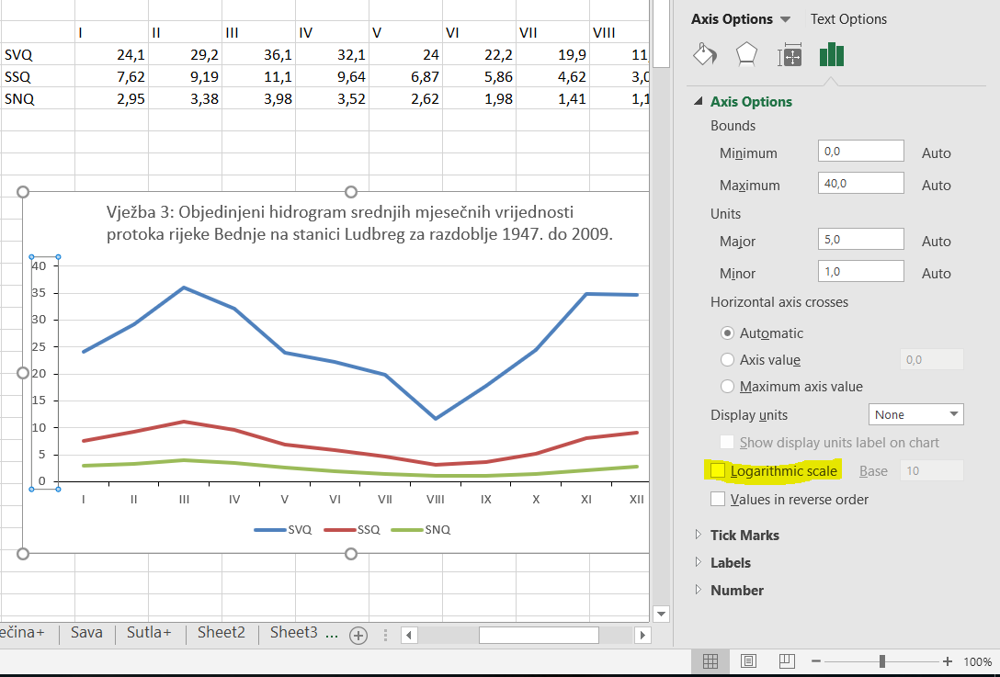 I II III IV V VI VII VIII
SVQ 24,1 29,2 36,1 32,1 24 22,2 19,9 11,
SSQ 7,62 9,19 11,1 9,64 6,87 5,86 4,62 3,0
SNQ 2,95 3,38 3,98 3,52 2,62 1,98 1,41 1,1
Vježba 3: Objedinjeni hidrogram srednjih mjesečnih vrijednosti
protoka rijeke Bednje na stanici Ludbreg za razdoblje 1947. do 2009.
40
35
30
25
20
15
10
5
0
I II III IV V VI VII VIII IX X XI XII
SVQ SSQ SNQ
ečina+ Sava Sutla+ Sheet2 Sheet3 ...
Axis Options Text Options
Axis Options
Bounds
Minimum 0,0 Auto
Maximum 40,0 Auto
Units
Major 5,0 Auto
Minor 1,0 Auto
Horizontal axis crosses
Automatic
Axis value 0,0
Maximum axis value
Display units None
Show display units label on chart
Logarithmic scale Base 10
Values in reverse order
Tick Marks
Labels
Number
100%